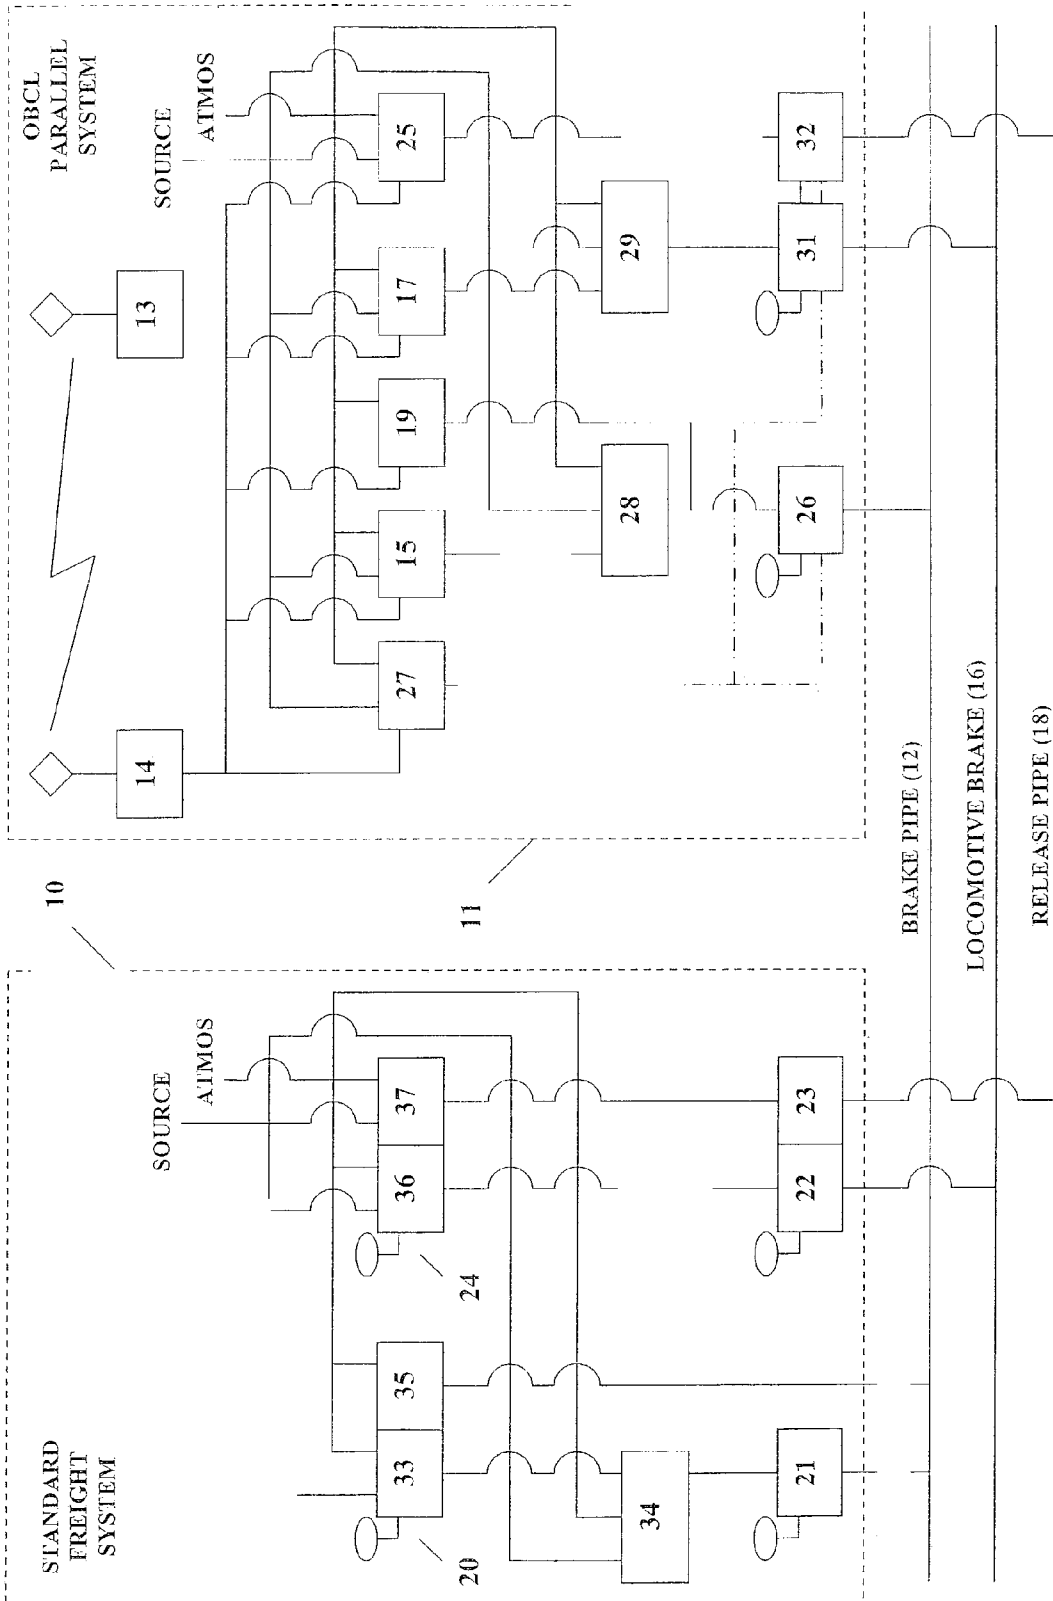 STANDARD
FREIGHT
SYSTEM
10
OBCL
PARALLEL
SYSTEM
11
SOURCE
ATMOS
SOURCE
ATMOS
14
13
33
35
36
37
20
24
27
15
19
17
25
34
28
29
21
22
23
26
31
32
BRAKE PIPE (12)
LOCOMOTIVE BRAKE (16)
RELEASE PIPE (18)